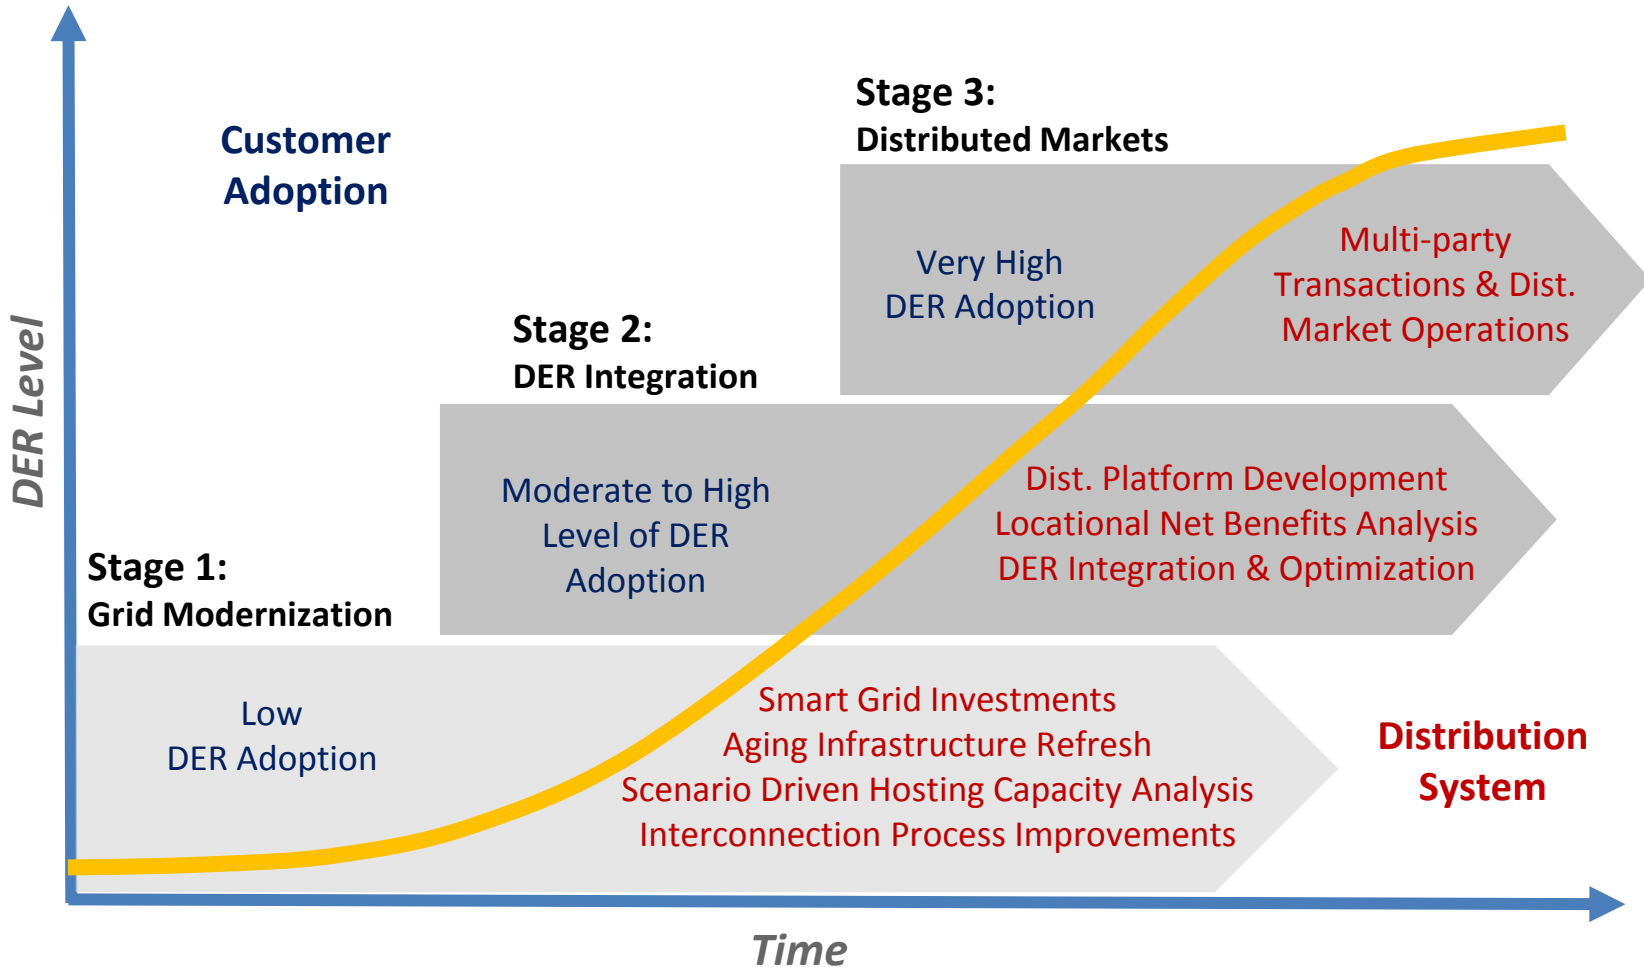 Customer
Adoption
Stage 3:
Distributed Markets
Very High
DER Adoption
Multi-party
Transactions & Dist.
Market Operations
Stage 2:
DER Integration
Moderate to High
Level of DER
Adoption
Dist. Platform Development
Locational Net Benefits Analysis
DER Integration & Optimization
Stage 1:
Grid Modernization
Low
DER Adoption
Smart Grid Investments
Aging Infrastructure Refresh
Scenario Driven Hosting Capacity Analysis
Interconnection Process Improvements
Distribution
System
DER Level
Time